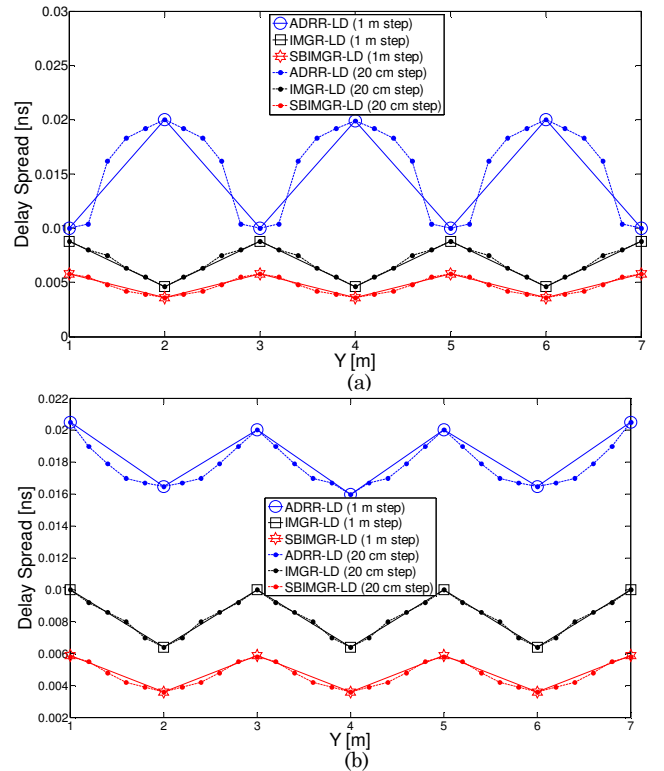 0.03
0.025
0.02
0.015
0.01
0.005
0
Delay Spread [ns]
ADRR-LD (1 m step)
IMGR-LD (1 m step)
SBIMGR-LD (1m step)
ADRR-LD (20 cm step)
IMGR-LD (20 cm step)
SBIMGR-LD (20 cm step)
1 2 3 4 5 6 7
Y [m]
(a)
0.022
0.02
0.018
0.016
0.014
0.012
0.01
0.008
0.006
0.004
0.002
Delay Spread [ns]
ADRR-LD (1 m step)
IMGR-LD (1 m step)
SBIMGR-LD (1 m step)
ADRR-LD (20 cm step)
IMGR-LD (20 cm step)
SBIMGR-LD (20 cm step)
1 2 3 4 5 6 7
Y [m]
(b)